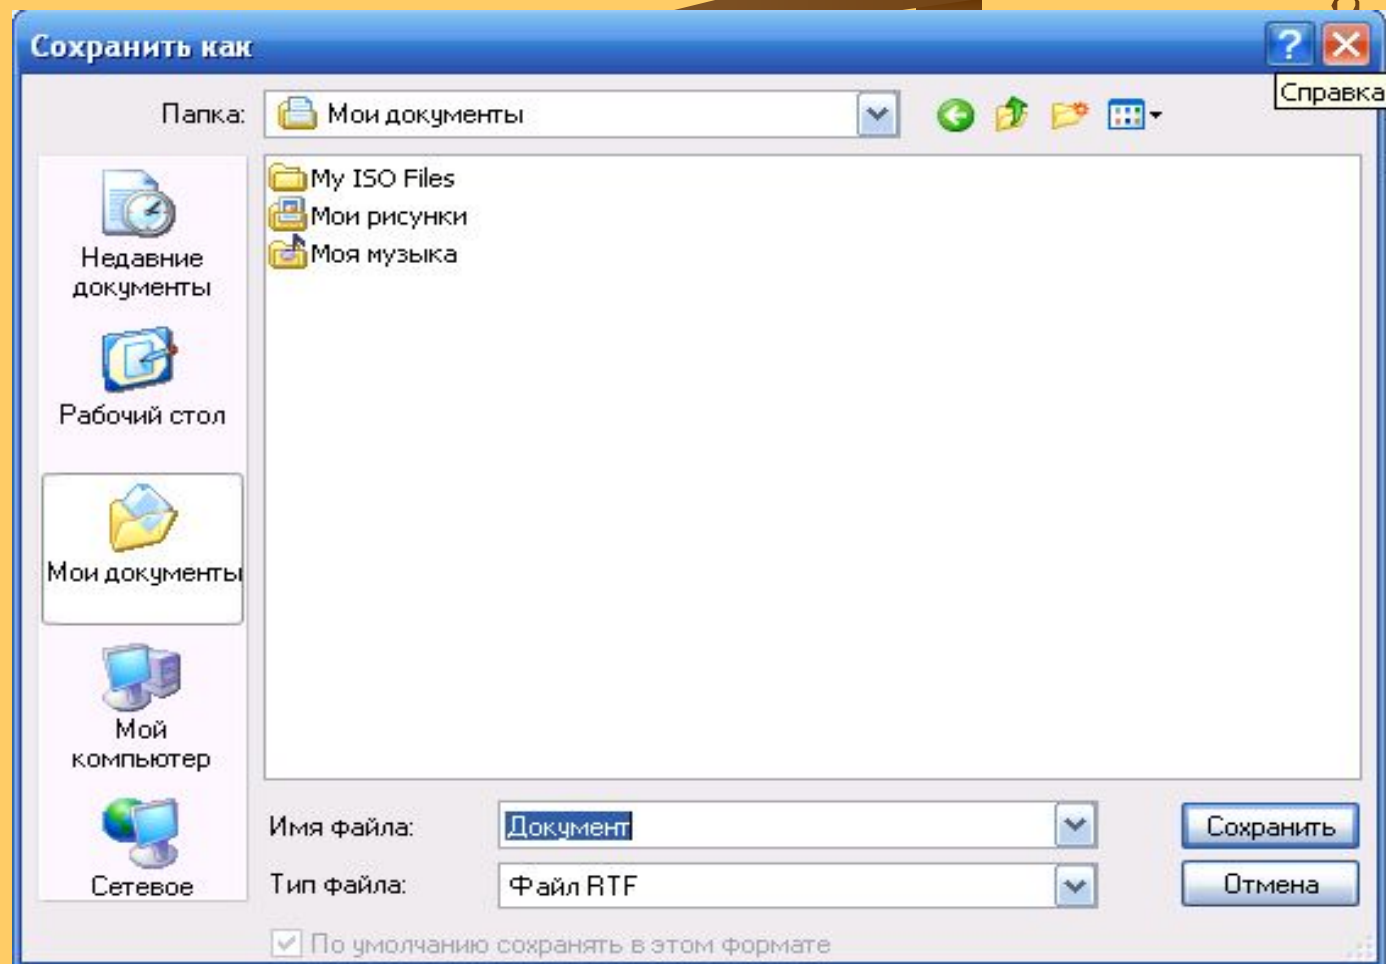 Сохранить как
Справка
Папка:
Мои документы
My ISO Files
Мои рисунки
Моя музыка
Недавние
документы
Рабочий стол
Мои документы
Мой
компьютер
Сетевое
Имя файла:
Документ
Сохранить
Тип файла:
Файл RTF
Отмена
По умолчанию сохранять в этом формате